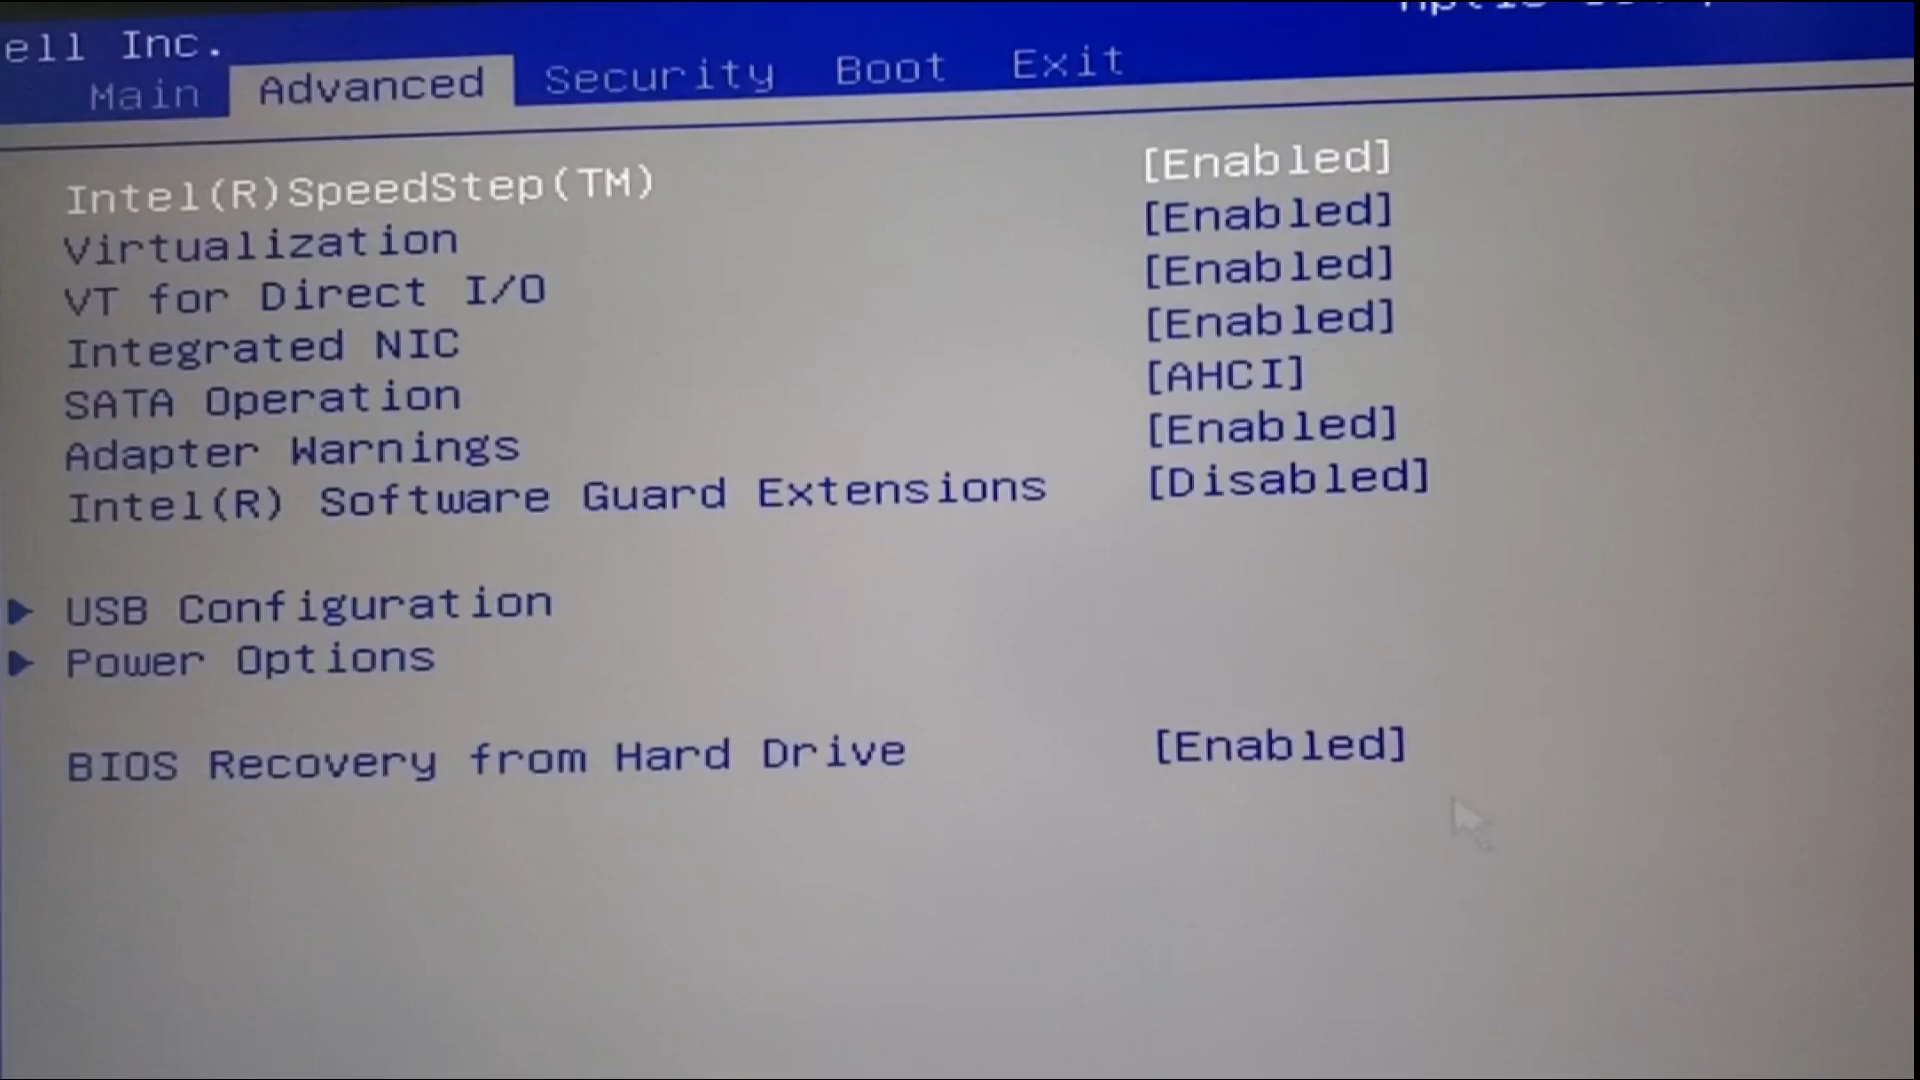 ell Inc.
Main Advanced Security Boot Exit
Intel(R)SpeedStep(TM) [Enabled]
Virtualization [Enabled]
VT for Direct I/O [Enabled]
Integrated NIC [Enabled]
SATA Operation [AHCI]
Adapter Warnings [Enabled]
Intel(R) Software Guard Extensions [Disabled]
USB Configuration
Power Options
BIOS Recovery from Hard Drive [Enabled]